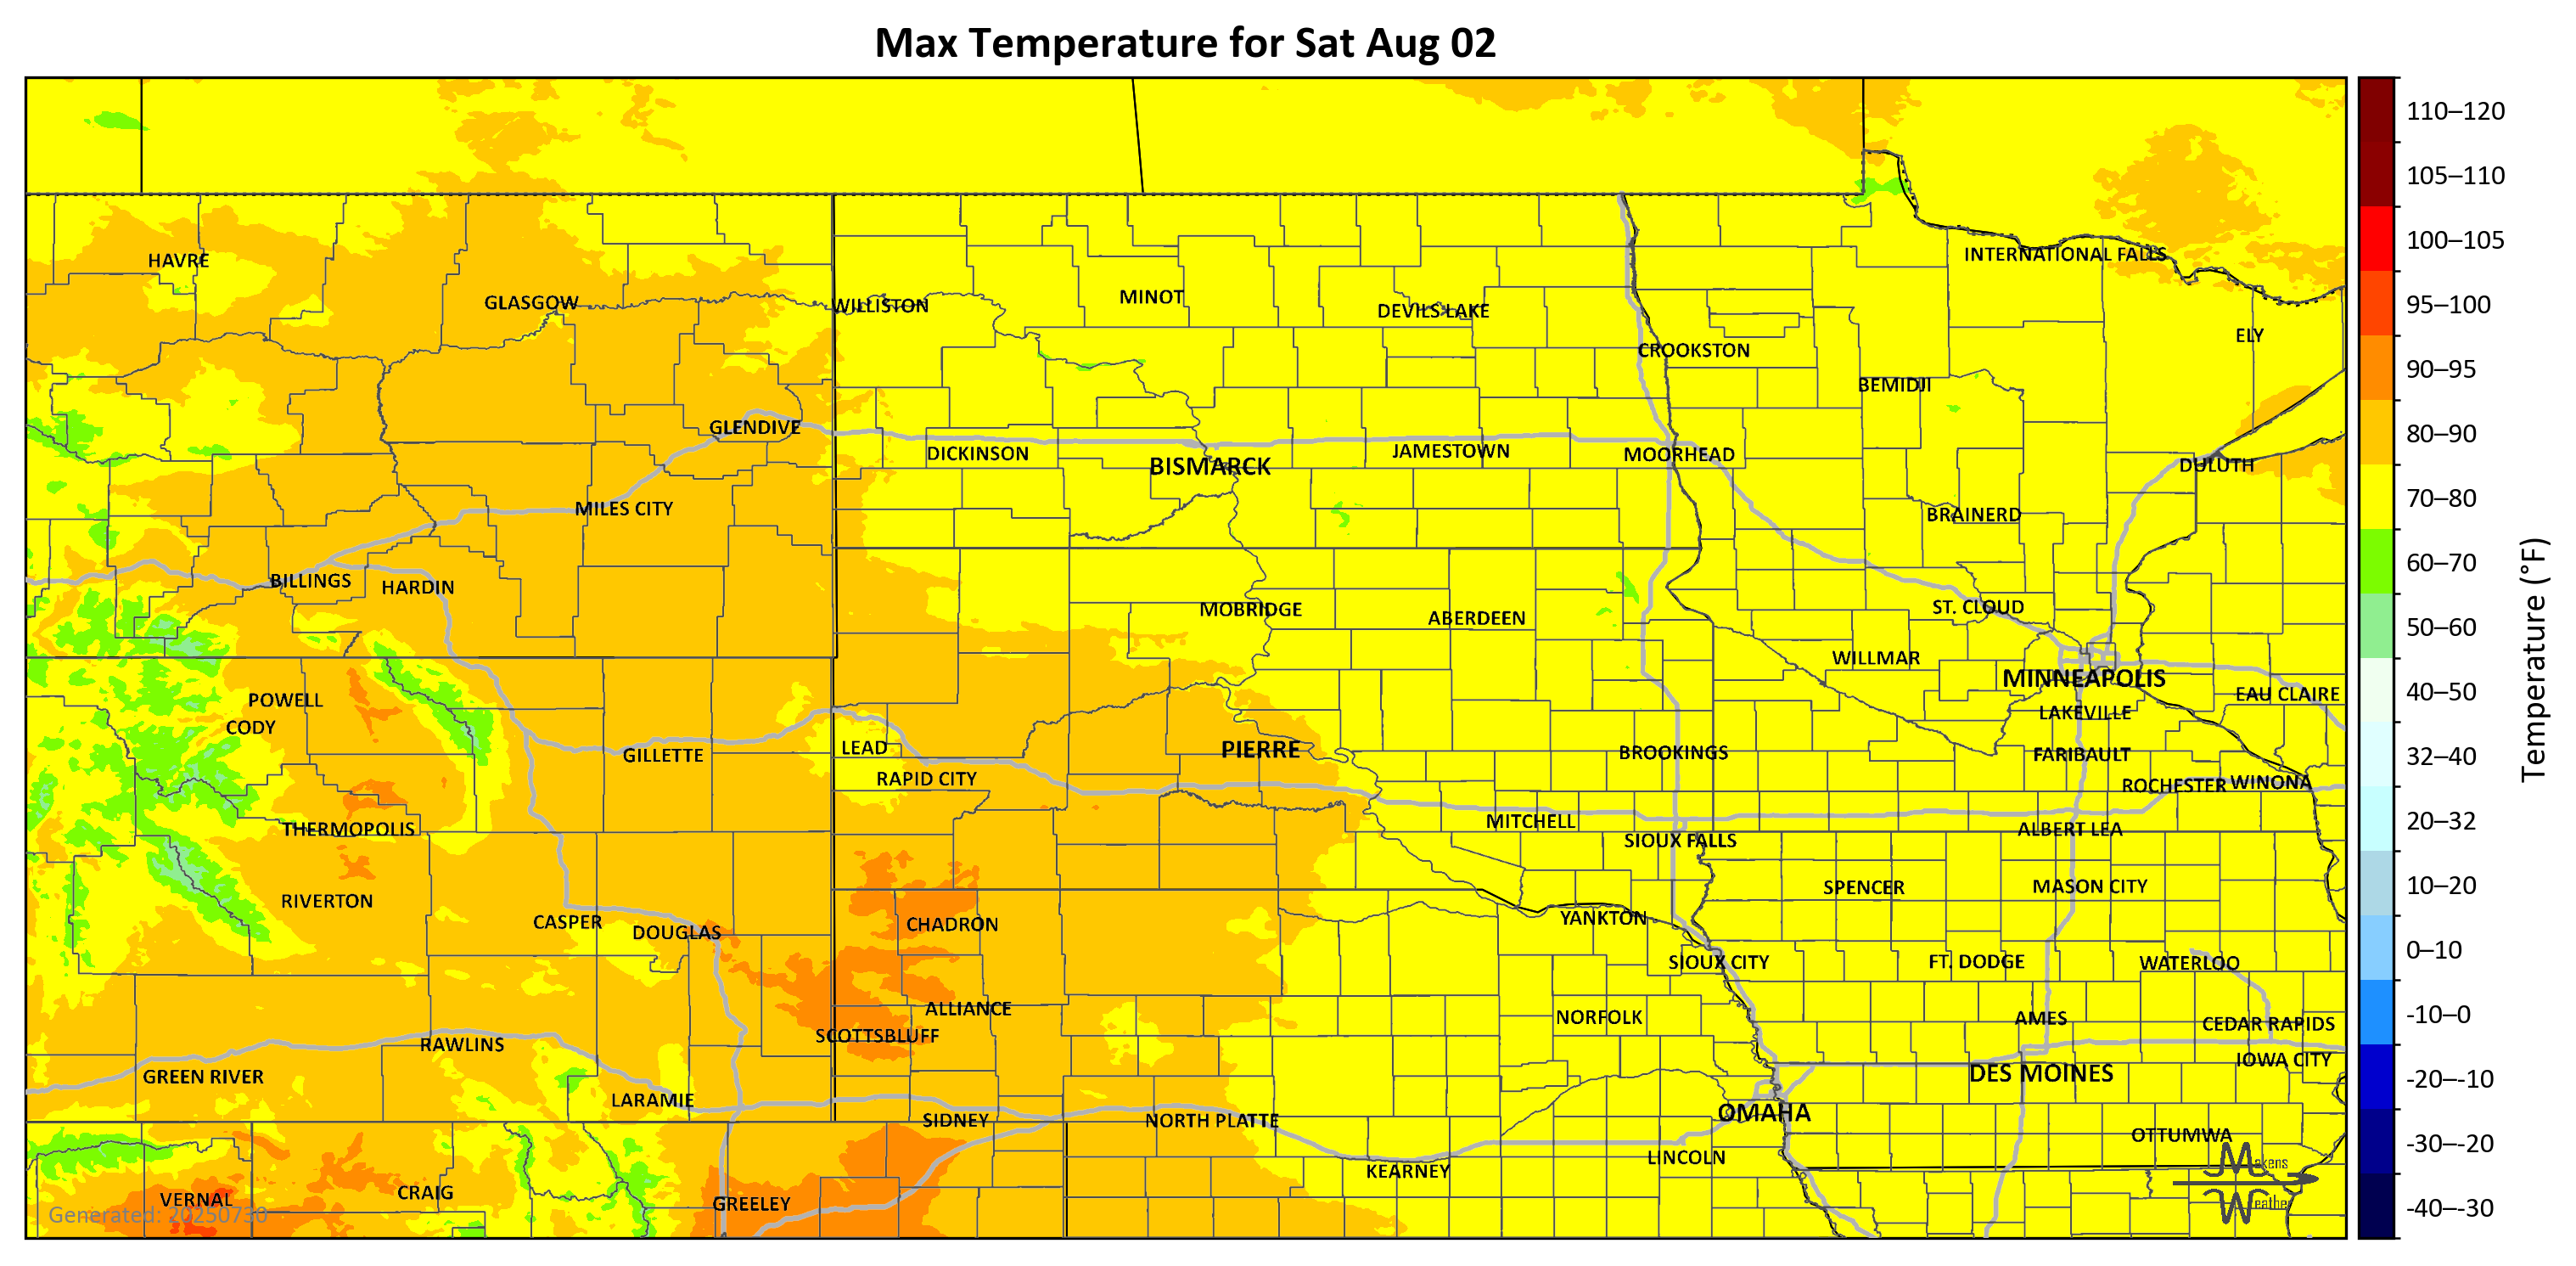 Max Temperature for Sat Aug 02
HAVRE
GLASGOW
WILLISTON
MINOT
DEVILS LAKE
INTERNATIONAL FALLS
ELY
CROOKSTON
BEMIDJI
GLENDIVE
DICKINSON
BISMARCK
JAMESTOWN
MOORHEAD
DULUTH
MILES CITY
BRAINERD
BILLINGS
HARDIN
MOBRIDGE
ABERDEEN
ST. CLOUD
WILLMAR
MINNEAPOLIS
EAU CLAIRE
POWELL
CODY
LAKEVILLE
GILLETTE
LEAD
PIERRE
BROOKINGS
FARIBAULT
RAPID CITY
ROCHESTER
WINONA
THERMOPOLIS
MITCHELL
SIOUX FALLS
ALBERT LEA
RIVERTON
SPENCER
MASON CITY
CASPER
DOUGLAS
CHADRON
YANKTON
SIOUX CITY
FT. DODGE
WATERLOO
ALLIANCE
NORFOLK
AMES
CEDAR RAPIDS
SCOTTSBLUFF
RAWLINS
IOWA CITY
GREEN RIVER
DES MOINES
LARAMIE
SIDNEY
NORTH PLATTE
OMAHA
OTTUMWA
LINCOLN
KEARNEY
VERNAL
CRAIG
GREELEY
Generated: 20250730
Makens
Weather
110–120
105–110
100–105
95–100
90–95
80–90
70–80
60–70
50–60
40–50
32–40
20–32
10–20
0–10
-10–0
-20–-10
-30–-20
-40–-30
Temperature (°F)